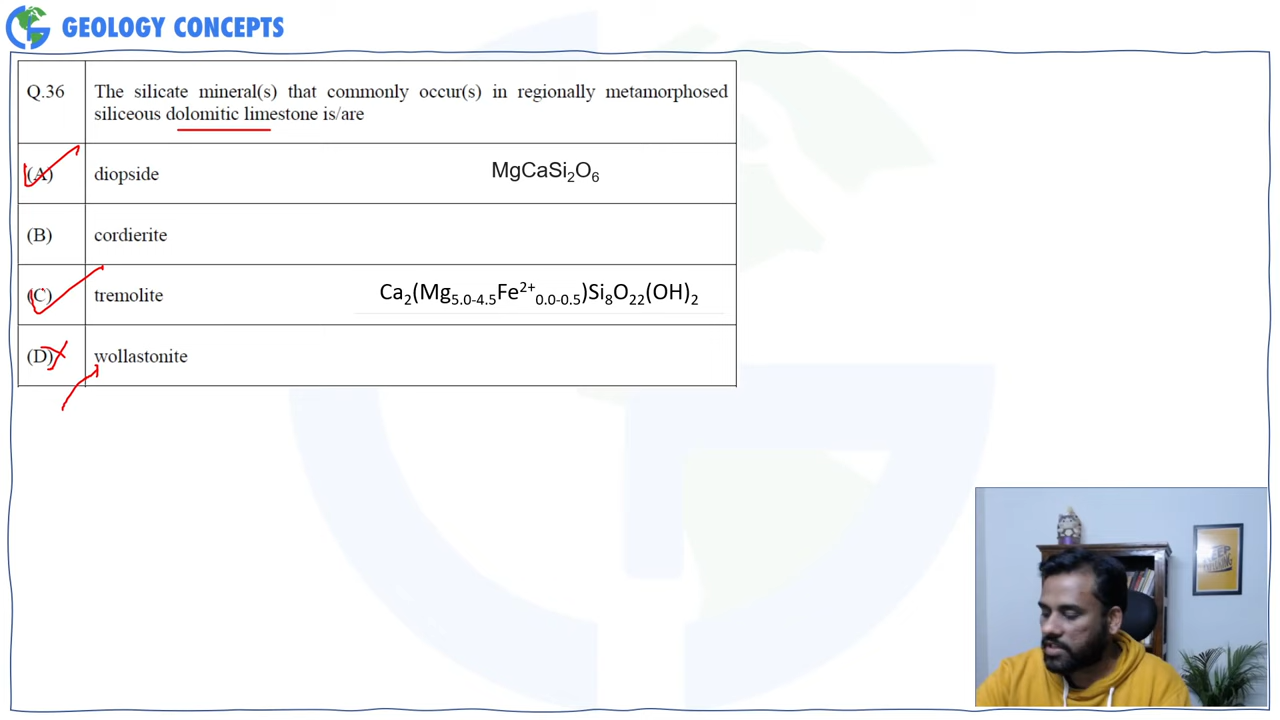 GEOLOGY CONCEPTS
Q.36
The silicate mineral(s) that commonly occur(s) in regionally metamorphosed
siliceous dolomitic limestone is/are
(A) diopside MgCaSi₂O₆
(B) cordierite
(C) tremolite Ca₂(Mg₅.₀₋₄.₅Fe²⁺₀.₀₋₀.₅)Si₈O₂₂(OH)₂
(D) wollastonite